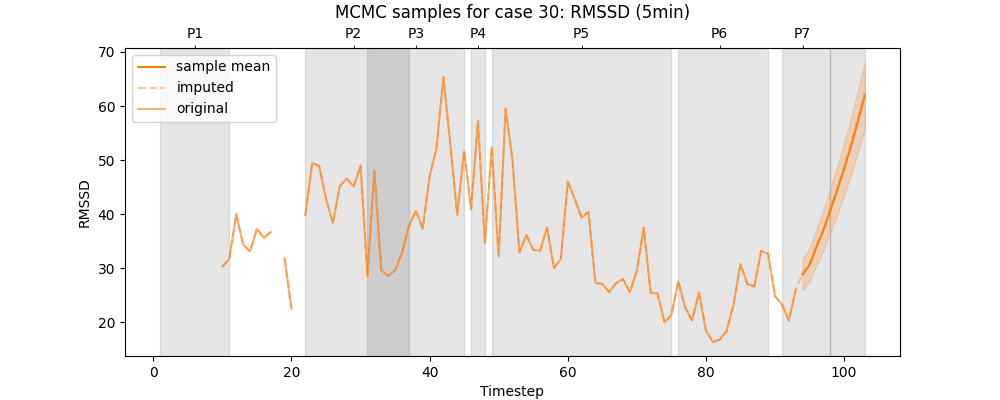 MCMC samples for case 30: RMSSD (5min)
P1 P2 P3 P4 P5 P6 P7
sample mean
imputed
original
RMSSD
70
60
50
40
30
20
0 20 40 60 80 100
Timestep